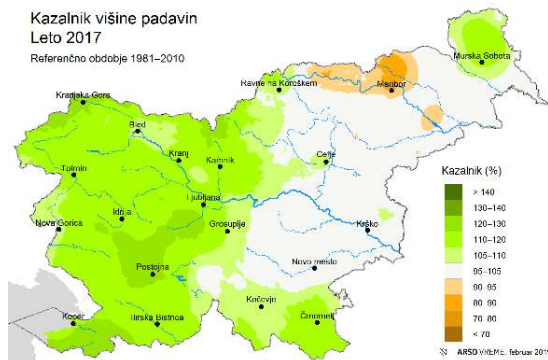 Kazalnik višine padavin
Leto 2017
Referenčno obdobje 1981–2010
Murska Sobota
Ravne na Koroškem
Maribor
Kranjska Gora
Bled
Kranj
Kamnik
Celje
Tolmin
Ljubljana
Idrija
Grosuplje
Nova Gorica
Krško
Postojna
Novo mesto
Kočevje
Koper
Ilirska Bistrica
Črnomelj
Kazalnik (%)
> 140
130–140
120–130
110–120
105–110
95–105
90 95
80 90
70 80
< 70
ARSO VREME, februar